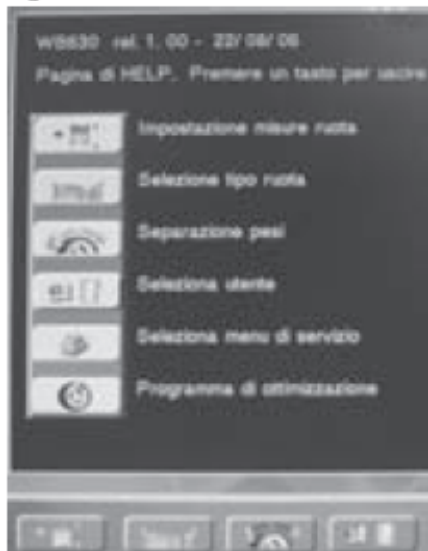 WB630 rel. 1. 00 - 22/ 08/ 06
Pagina di HELP.. Premere un tasto per uscire
Impostazione misure ruota
Selezione tipo ruota
Separazione pesi
Seleziona utente
Seleziona menu di servizio
Programma di ottimizzazione